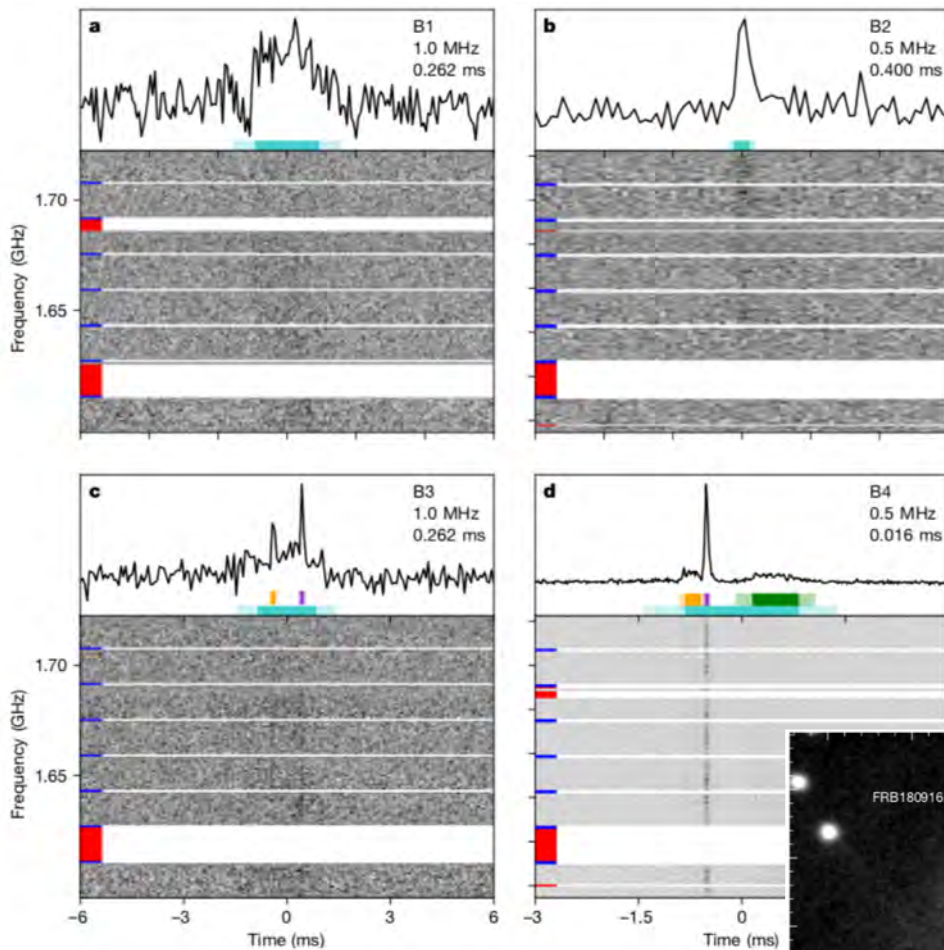 a
B1
1.0 MHz
0.262 ms
b
B2
0.5 MHz
0.400 ms
1.70
1.65
Frequency (GHz)
c
B3
1.0 MHz
0.262 ms
d
B4
0.5 MHz
0.016 ms
1.70
1.65
Frequency (GHz)
FRB180916
−6 −3 0 3 6
Time (ms)
−3 −1.5 0
Time (ms)